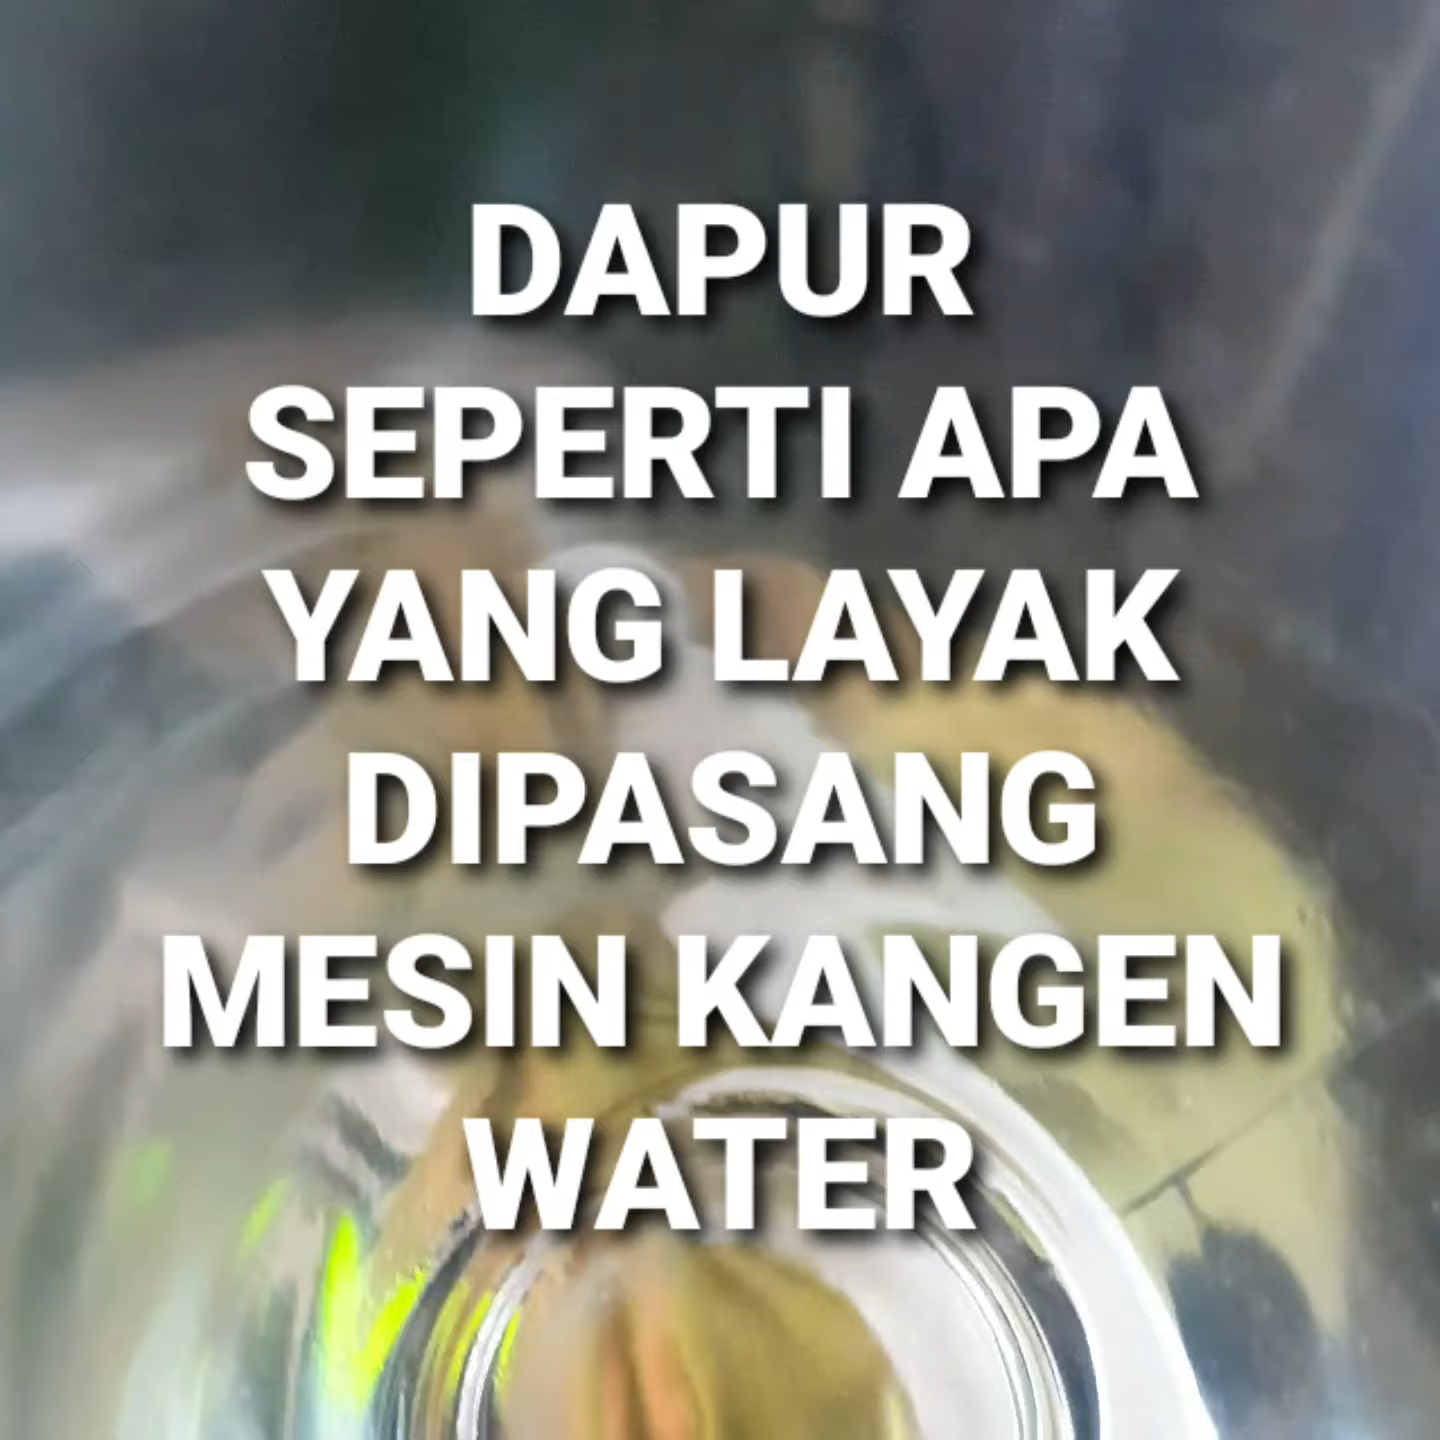 DAPUR
SEPERTI APA
YANG LAYAK
DIPASANG
MESIN KANGEN
WATER